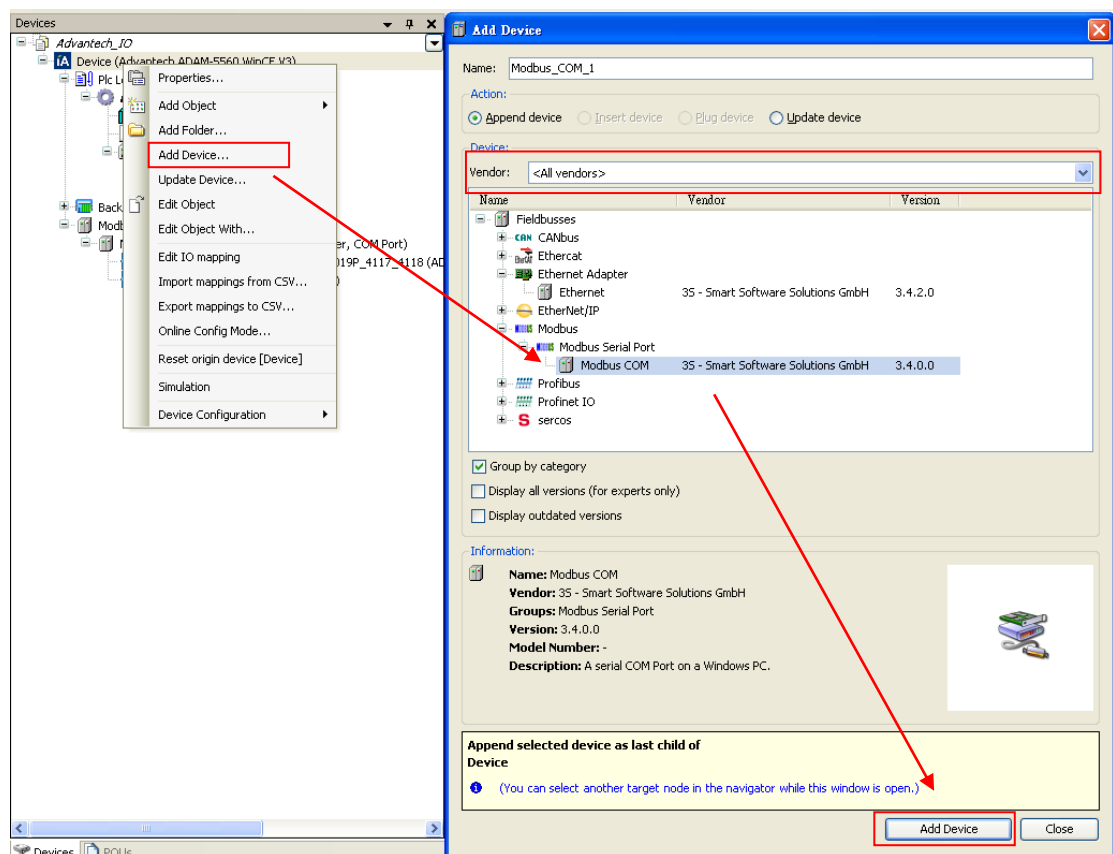 Devices
Advantech_IO
Device (Advantech ADAM-5560 WinCE V3)
Plc L
Back
Modb
er, COM Port)
019P_4117_4118 (AD
)
Properties...
Add Object
Add Folder...
Add Device...
Update Device...
Edit Object
Edit Object With...
Edit IO mapping
Import mappings from CSV...
Export mappings to CSV...
Online Config Mode...
Reset origin device [Device]
Simulation
Device Configuration
Devices
POUs
Add Device
Name: Modbus_COM_1
Action:
Append device Insert device Plug device Update device
Device:
Vendor: <All vendors>
Name Vendor Version
Fieldbusses
CAN CANbus
Ethercat
Ethernet Adapter
Ethernet 3S - Smart Software Solutions GmbH 3.4.2.0
EtherNet/IP
Modbus
Modbus Serial Port
Modbus COM 3S - Smart Software Solutions GmbH 3.4.0.0
Profibus
Profinet IO
S sercos
Group by category
Display all versions (for experts only)
Display outdated versions
Information:
Name: Modbus COM
Vendor: 3S - Smart Software Solutions GmbH
Groups: Modbus Serial Port
Version: 3.4.0.0
Model Number: -
Description: A serial COM Port on a Windows PC.
Append selected device as last child of
Device
(You can select another target node in the navigator while this window is open.)
Add Device Close